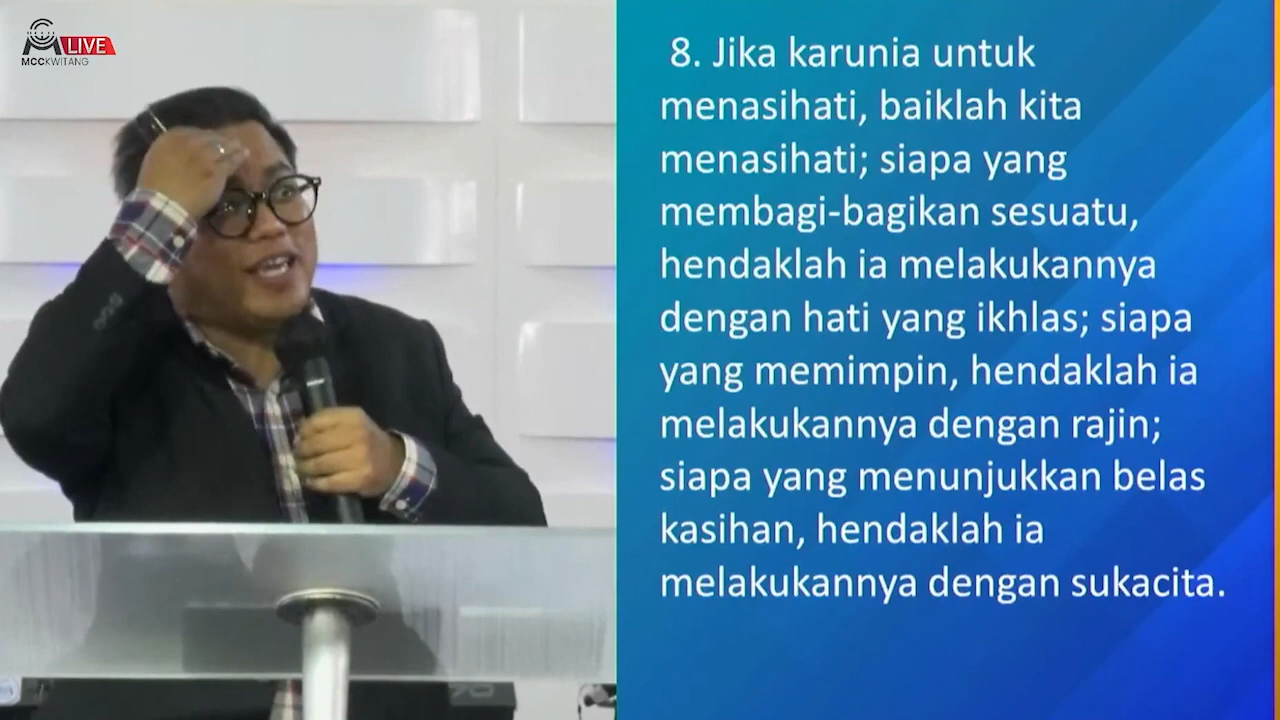 LIVE
MCCKWITANG
8. Jika karunia untuk
menasihati, baiklah kita
menasihati; siapa yang
membagi-bagikan sesuatu,
hendaklah ia melakukannya
dengan hati yang ikhlas; siapa
yang memimpin, hendaklah ia
melakukannya dengan rajin;
siapa yang menunjukkan belas
kasihan, hendaklah ia
melakukannya dengan sukacita.